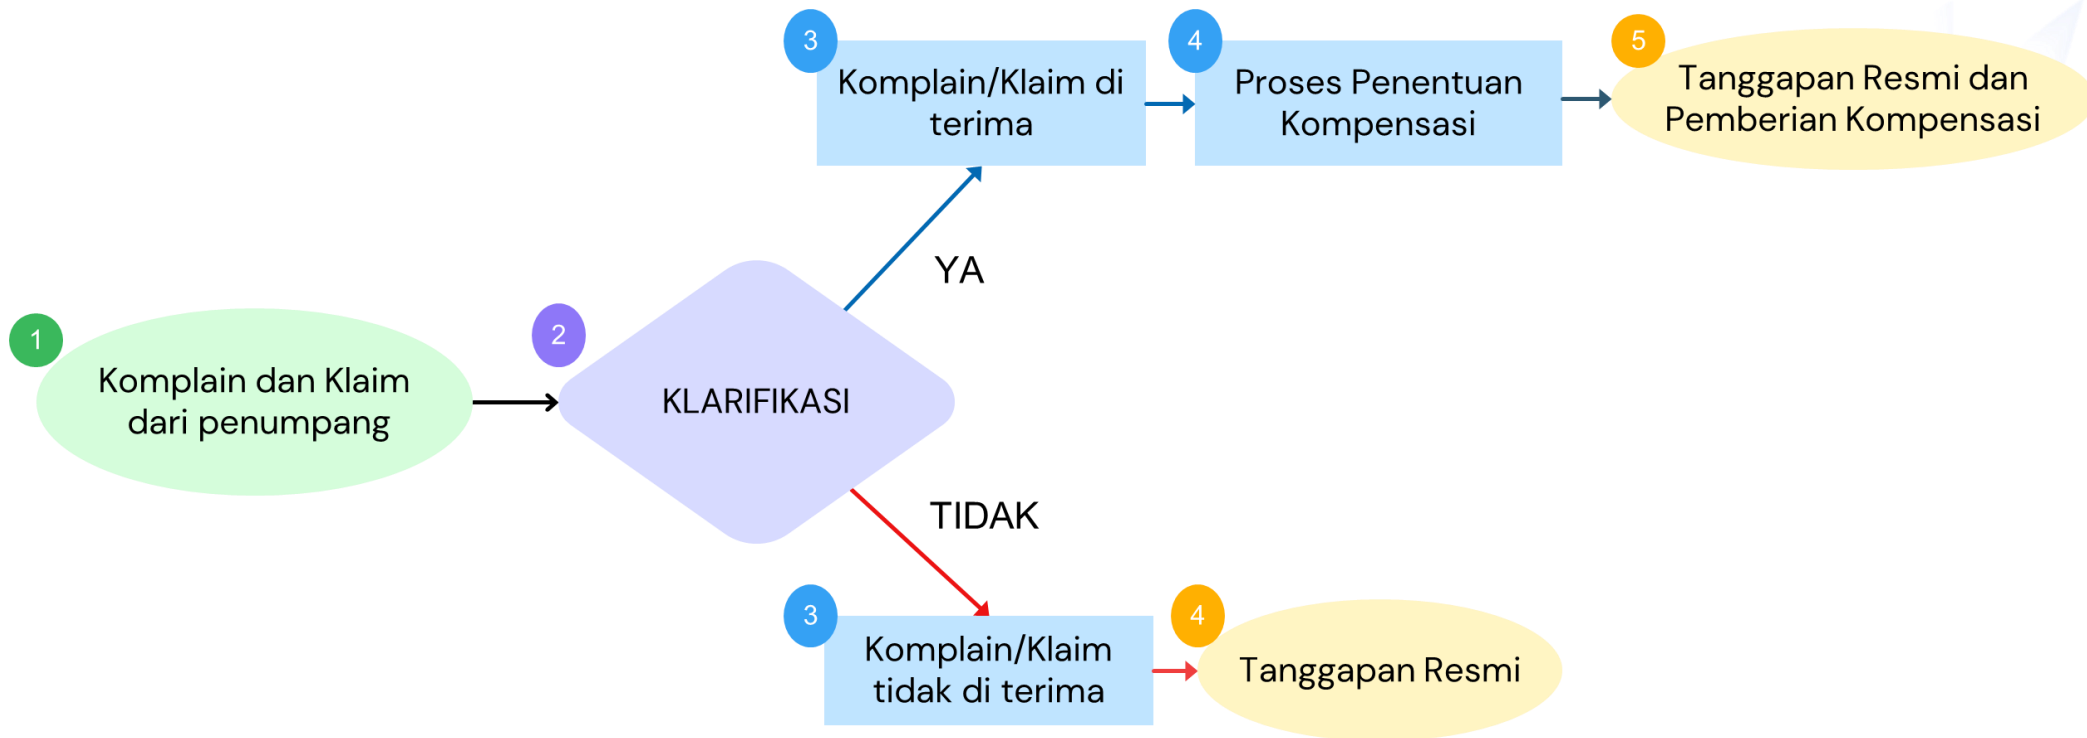 1
Komplain dan Klaim
dari penumpang
2
KLARIFIKASI
YA
3
Komplain/Klaim di
terima
4
Proses Penentuan
Kompensasi
5
Tanggapan Resmi dan
Pemberian Kompensasi
TIDAK
3
Komplain/Klaim
tidak di terima
4
Tanggapan Resmi